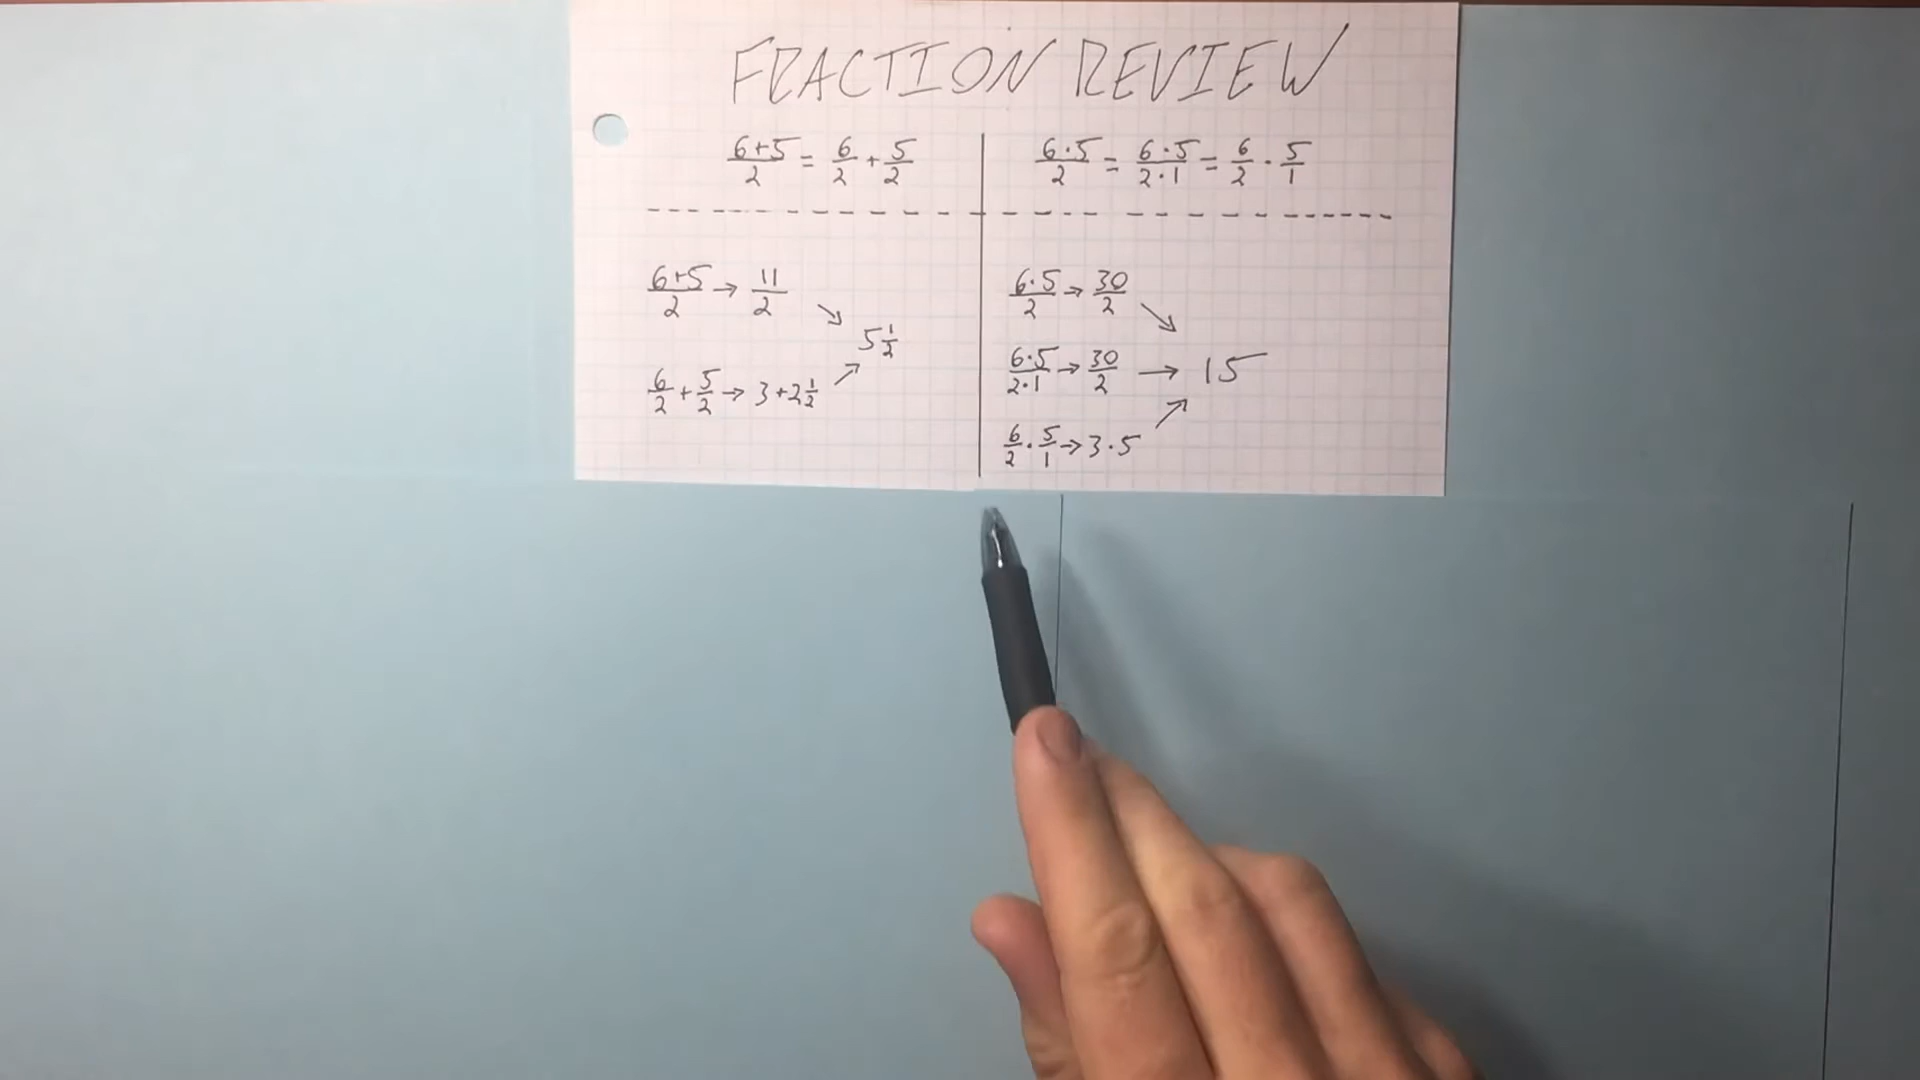 FRACTION REVIEW
(6+5)/2 = 6/2 + 5/2
(6·5)/2 = (6·5)/(2·1) = 6/2 · 5/1
(6+5)/2 → 11/2 ↘
5 1/2
6/2 + 5/2 → 3+2 1/2 ↗
(6·5)/2 → 30/2 ↘
(6·5)/(2·1) → 30/2 → 15
6/2 · 5/1 → 3·5 ↗